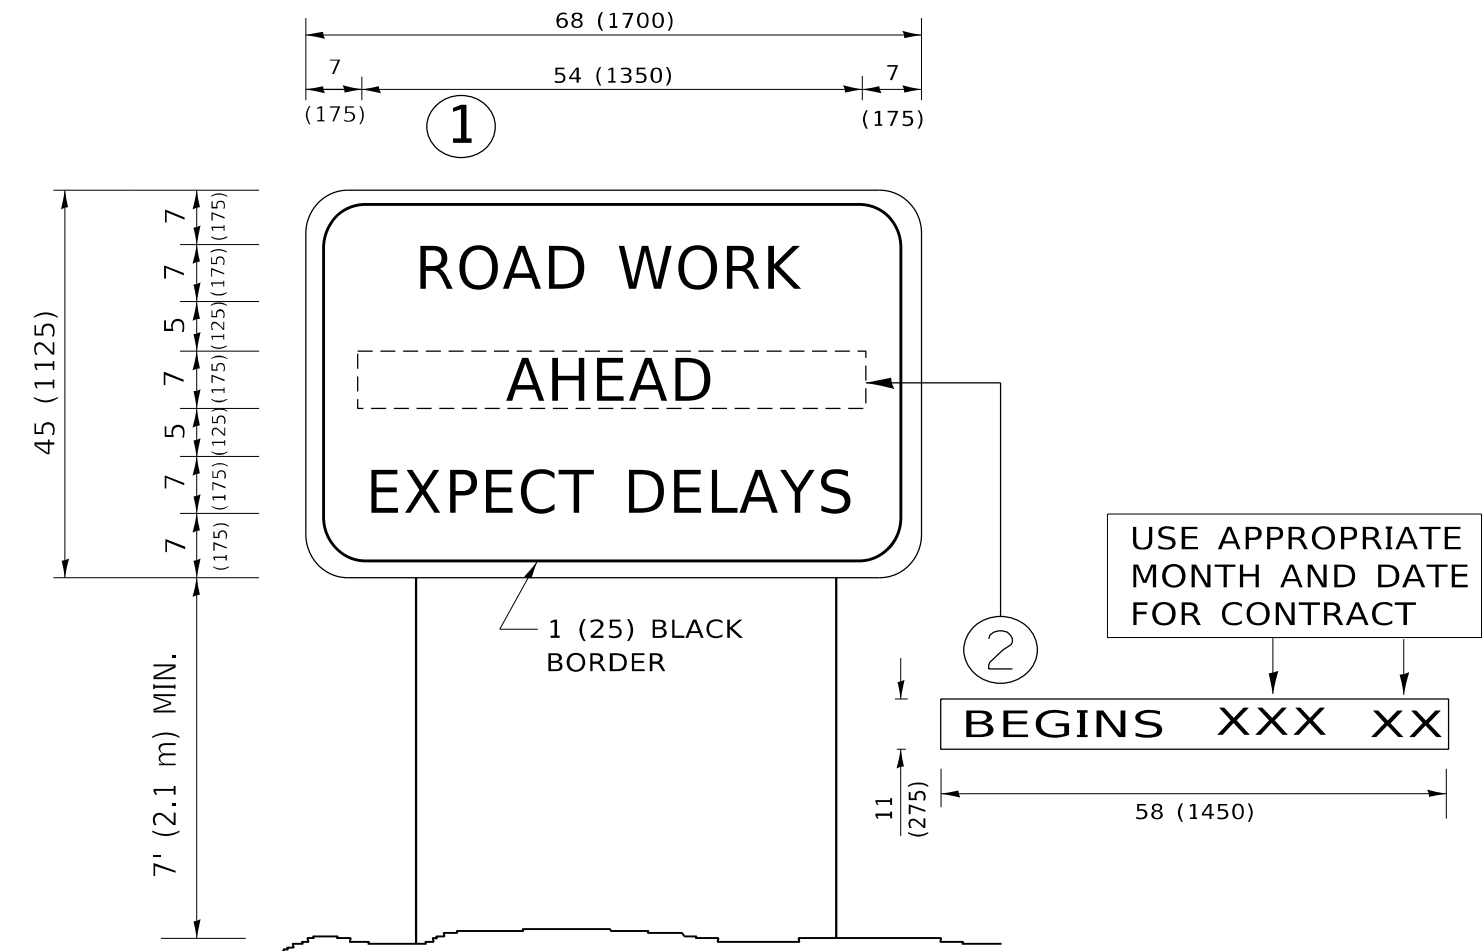 68 (1700)
7
54 (1350)
7
(175)
(175)
1
7
(175)
7
(175)
5
(125)
7
(175)
5
(125)
7
(175)
7
(175)
45 (1125)
ROAD WORK
AHEAD
EXPECT DELAYS
1 (25) BLACK
BORDER
7' (2.1 m) MIN.
2
USE APPROPRIATE
MONTH AND DATE
FOR CONTRACT
BEGINS XXX XX
11
(275)
58 (1450)